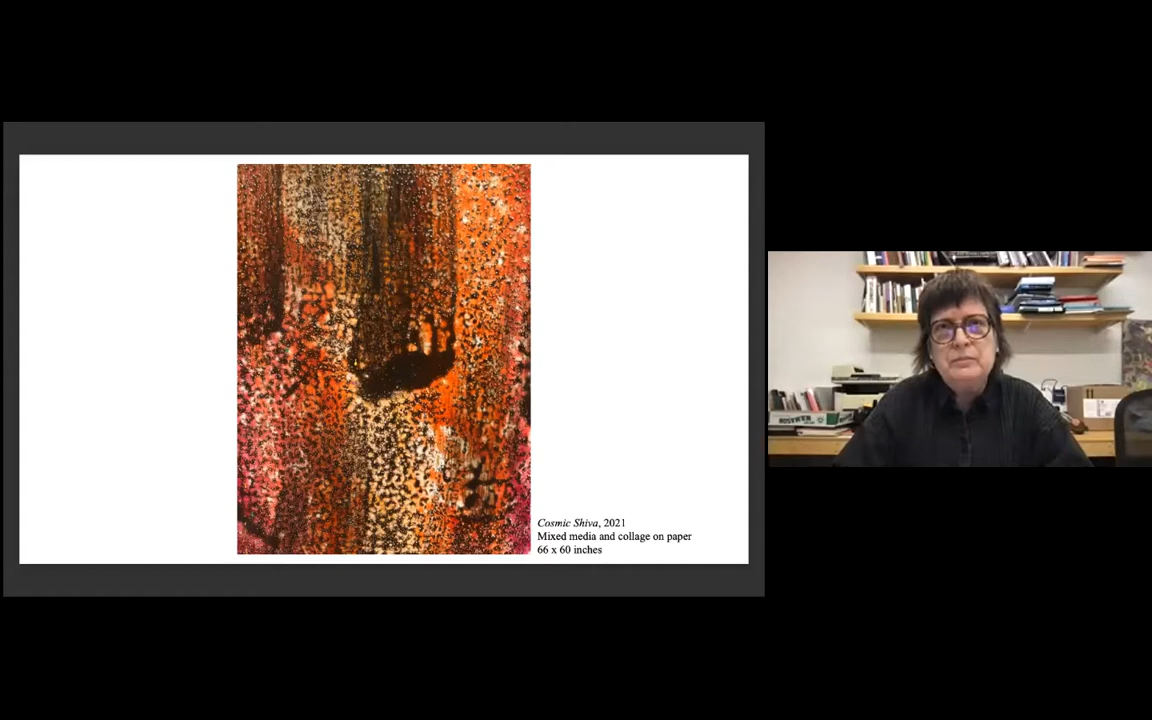 Cosmic Shiva, 2021
Mixed media and collage on paper
66 x 60 inches